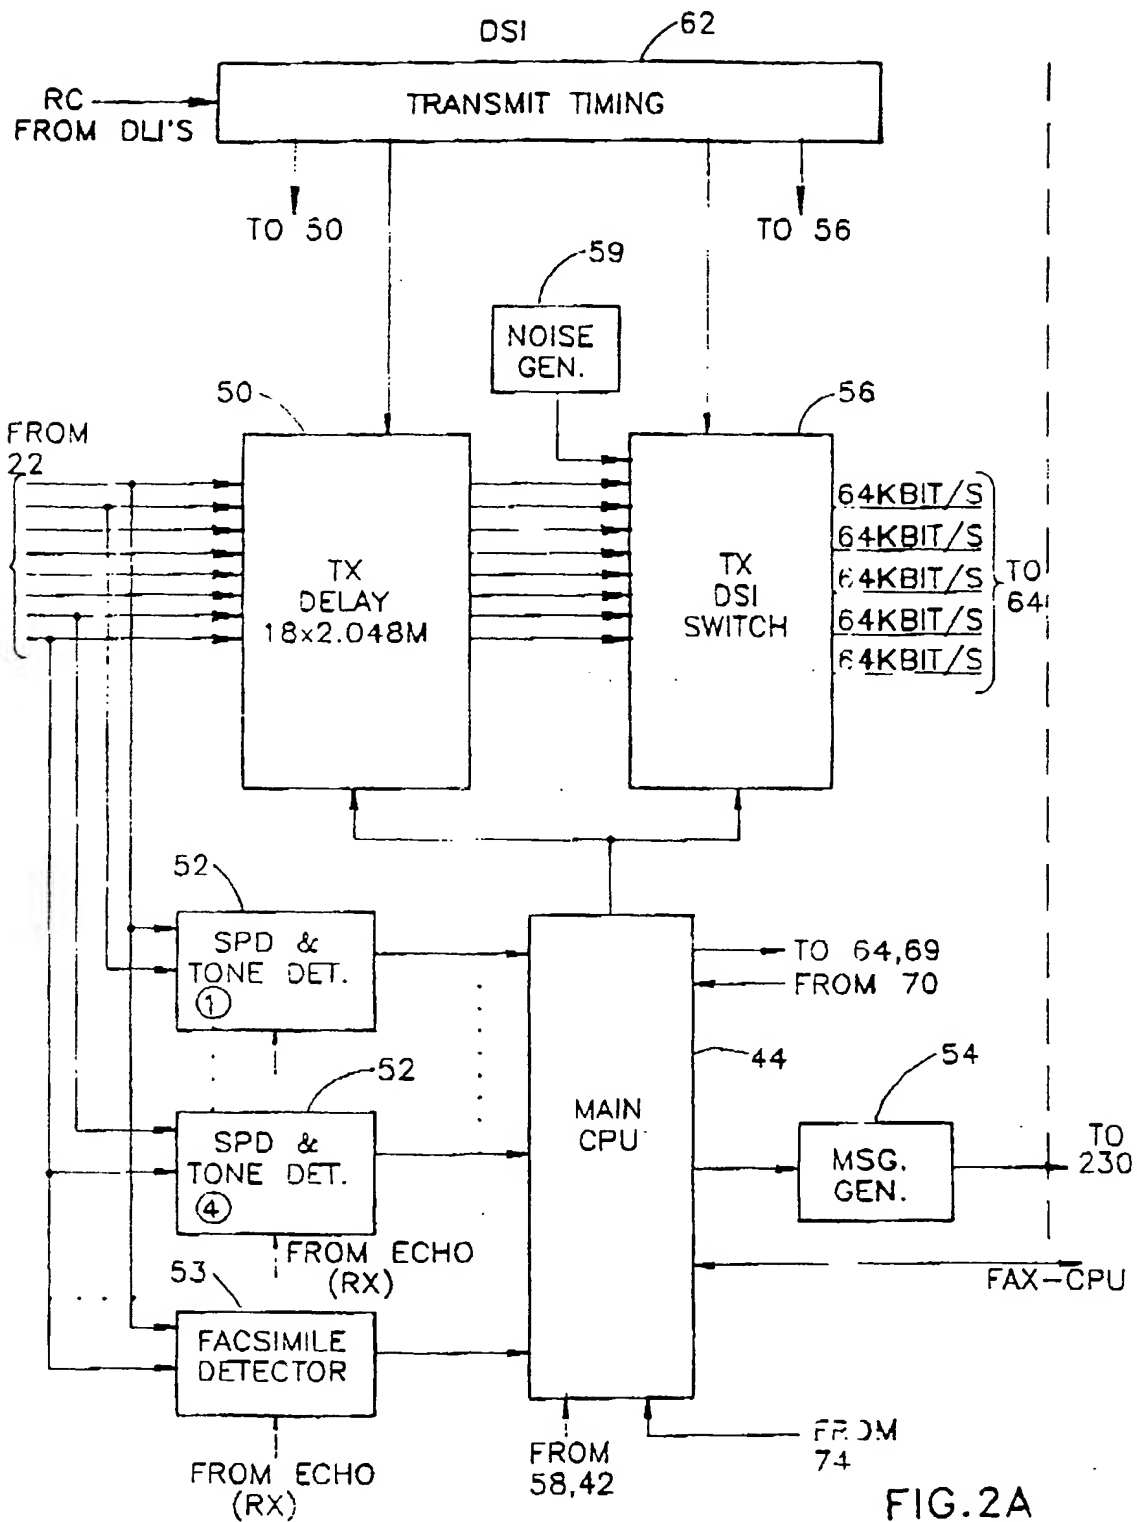 DSI
62
RC
FROM DLI'S
TRANSMIT TIMING
TO 50
TO 56
59
NOISE
GEN.
50
56
FROM
22
TX
DELAY
18x2.048M
TX
DSI
SWITCH
64KBIT/S
64KBIT/S
64KBIT/S
64KBIT/S
64KBIT/S
TO
64
52
SPD &
TONE DET.
1
TO 64,69
FROM 70
44
54
52
SPD &
TONE DET.
4
MAIN
CPU
MSG.
GEN.
TO
230
FROM ECHO
(RX)
FAX-CPU
53
FACSIMILE
DETECTOR
FROM ECHO
(RX)
FROM
58,42
FROM
74
FIG.2A